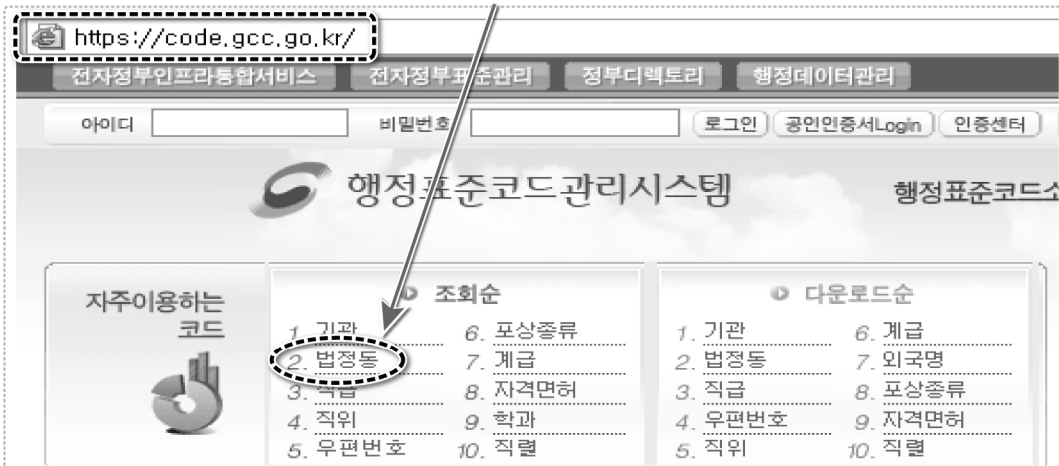 https://code.gcc.go.kr/
전자정부인프라통합서비스 전자정부표준관리 정부디렉토리 행정데이터관리
아이디 비밀번호 로그인 공인인증서Login 인증센터
행정표준코드관리시스템 행정표준코드소
자주이용하는
코드
조회순
1. 기관 6. 포상종류
2. 법정동 7. 계급
3. 직급 8. 자격면허
4. 직위 9. 학과
5. 우편번호 10. 직렬
다운로드순
1. 기관 6. 계급
2. 법정동 7. 외국명
3. 직급 8. 포상종류
4. 우편번호 9. 자격면허
5. 직위 10. 직렬